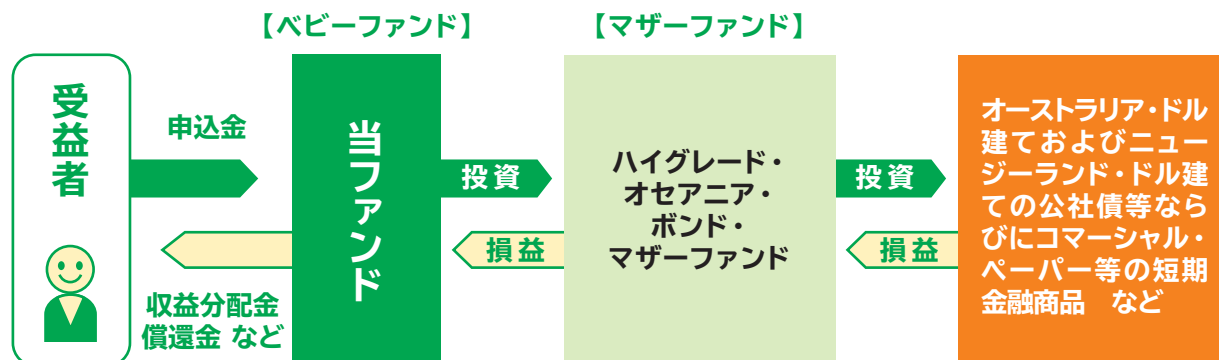 【ベビーファンド】
【マザーファンド】
受益者
申込金
収益分配金
償還金 など
当ファンド
投資
損益
ハイグレード・
オセアニア・
ボンド・
マザーファンド
投資
損益
オーストラリア・ドル
建ておよびニュー
ジーランド・ドル建
ての公社債等なら
びにコマーシャル・
ペーパー等の短期
金融商品　など